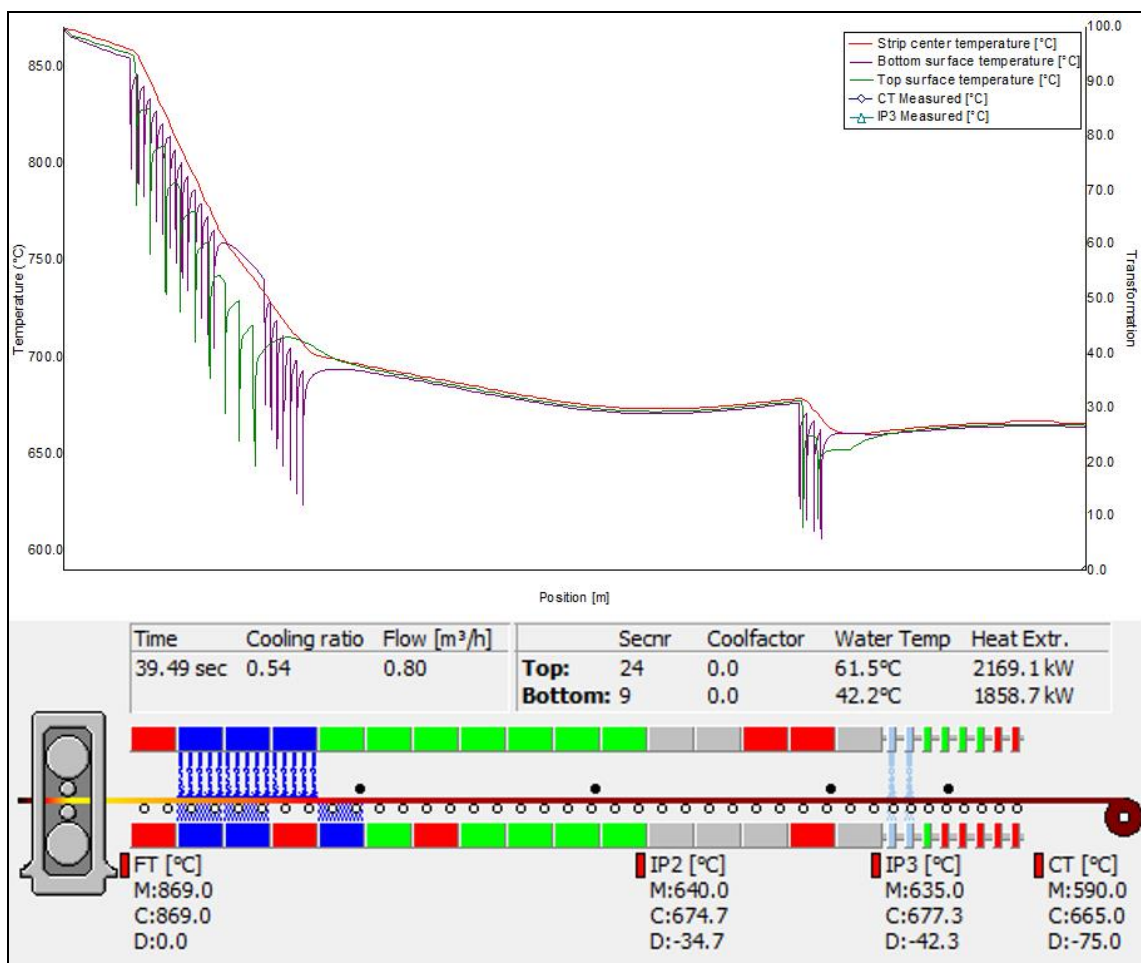 100.0
Strip center temperature [°C]
850.0
Bottom surface temperature [°C]
90.0
Top surface temperature [°C]
CT Measured [°C]
IP3 Measured [°C]
80.0
800.0
70.0
Temperature (°C)
750.0
60.0
Transformation
50.0
700.0
40.0
30.0
650.0
20.0
10.0
600.0
0.0
Position [m]
Time Cooling ratio Flow [m³/h] Secnr Coolfactor Water Temp Heat Extr.
39.49 sec 0.54 0.80 Top: 24 0.0 61.5°C 2169.1 kW
Bottom: 9 0.0 42.2°C 1858.7 kW
FT [°C] IP2 [°C] IP3 [°C] CT [°C]
M:869.0 M:640.0 M:635.0 M:590.0
C:869.0 C:674.7 C:677.3 C:665.0
D:0.0 D:-34.7 D:-42.3 D:-75.0